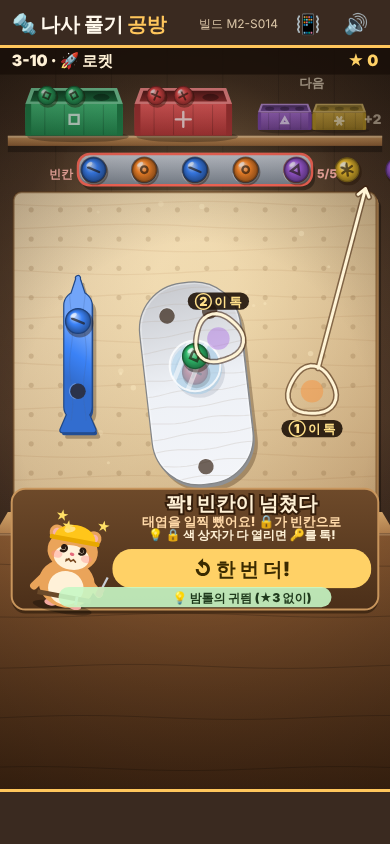 나사 풀기 공방
빌드 M2-S014
3-10 · 로켓
★ 0
다음
+2
빈칸
5/5
② 이 톡
① 이 톡
꽉! 빈칸이 넘쳤다
태엽을 일찍 뺐어요! 🔒가 빈칸으로
💡 🔒 색 상자가 다 열리면 🔑를 톡!
한 번 더!
💡 밤톨의 귀띔 (★3 없이)